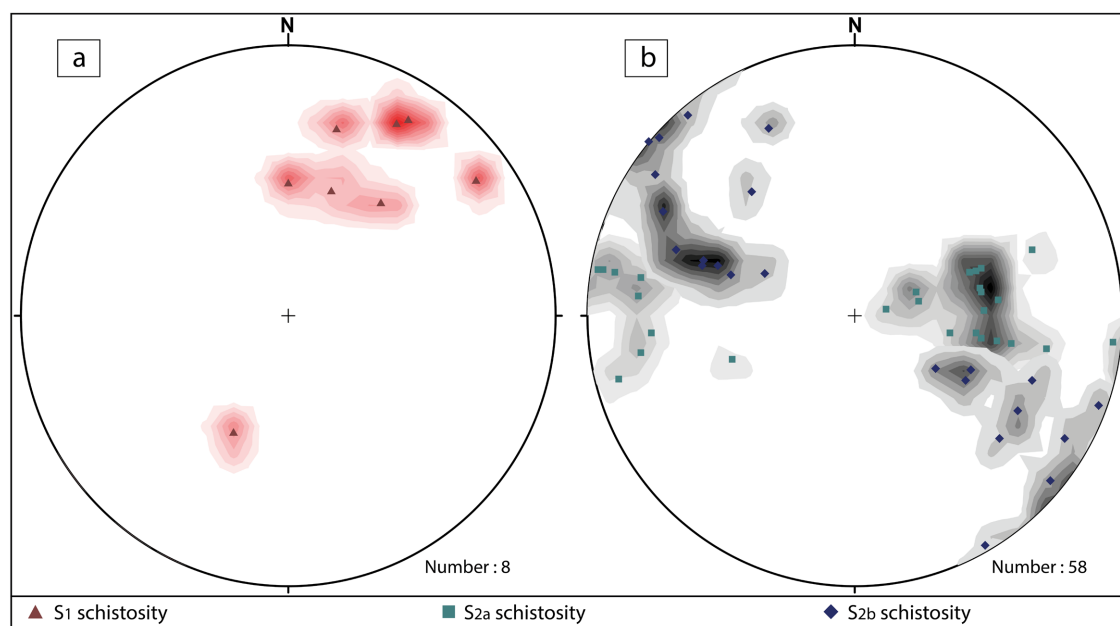 N
a
Number : 8
N
b
Number : 58
S1 schistosity
S2a schistosity
S2b schistosity